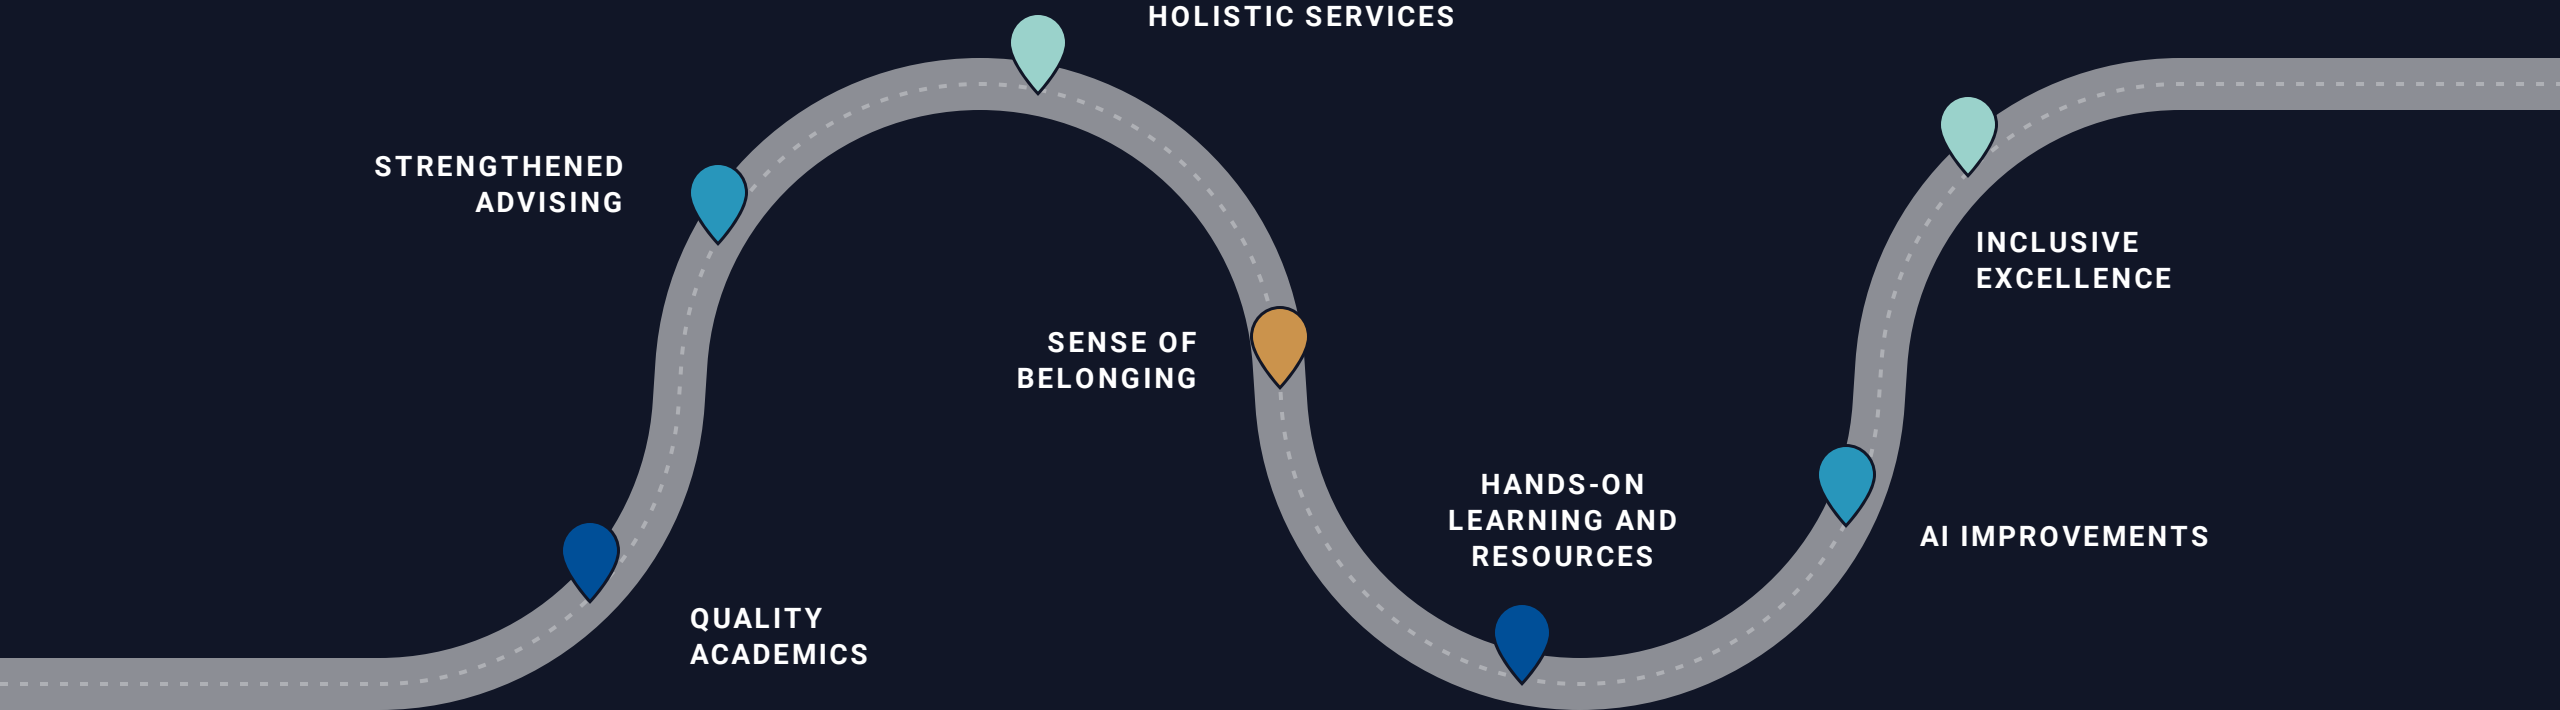 HOLISTIC SERVICES
STRENGTHENED
ADVISING
INCLUSIVE
EXCELLENCE
SENSE OF
BELONGING
HANDS-ON
LEARNING AND
RESOURCES
AI IMPROVEMENTS
QUALITY
ACADEMICS